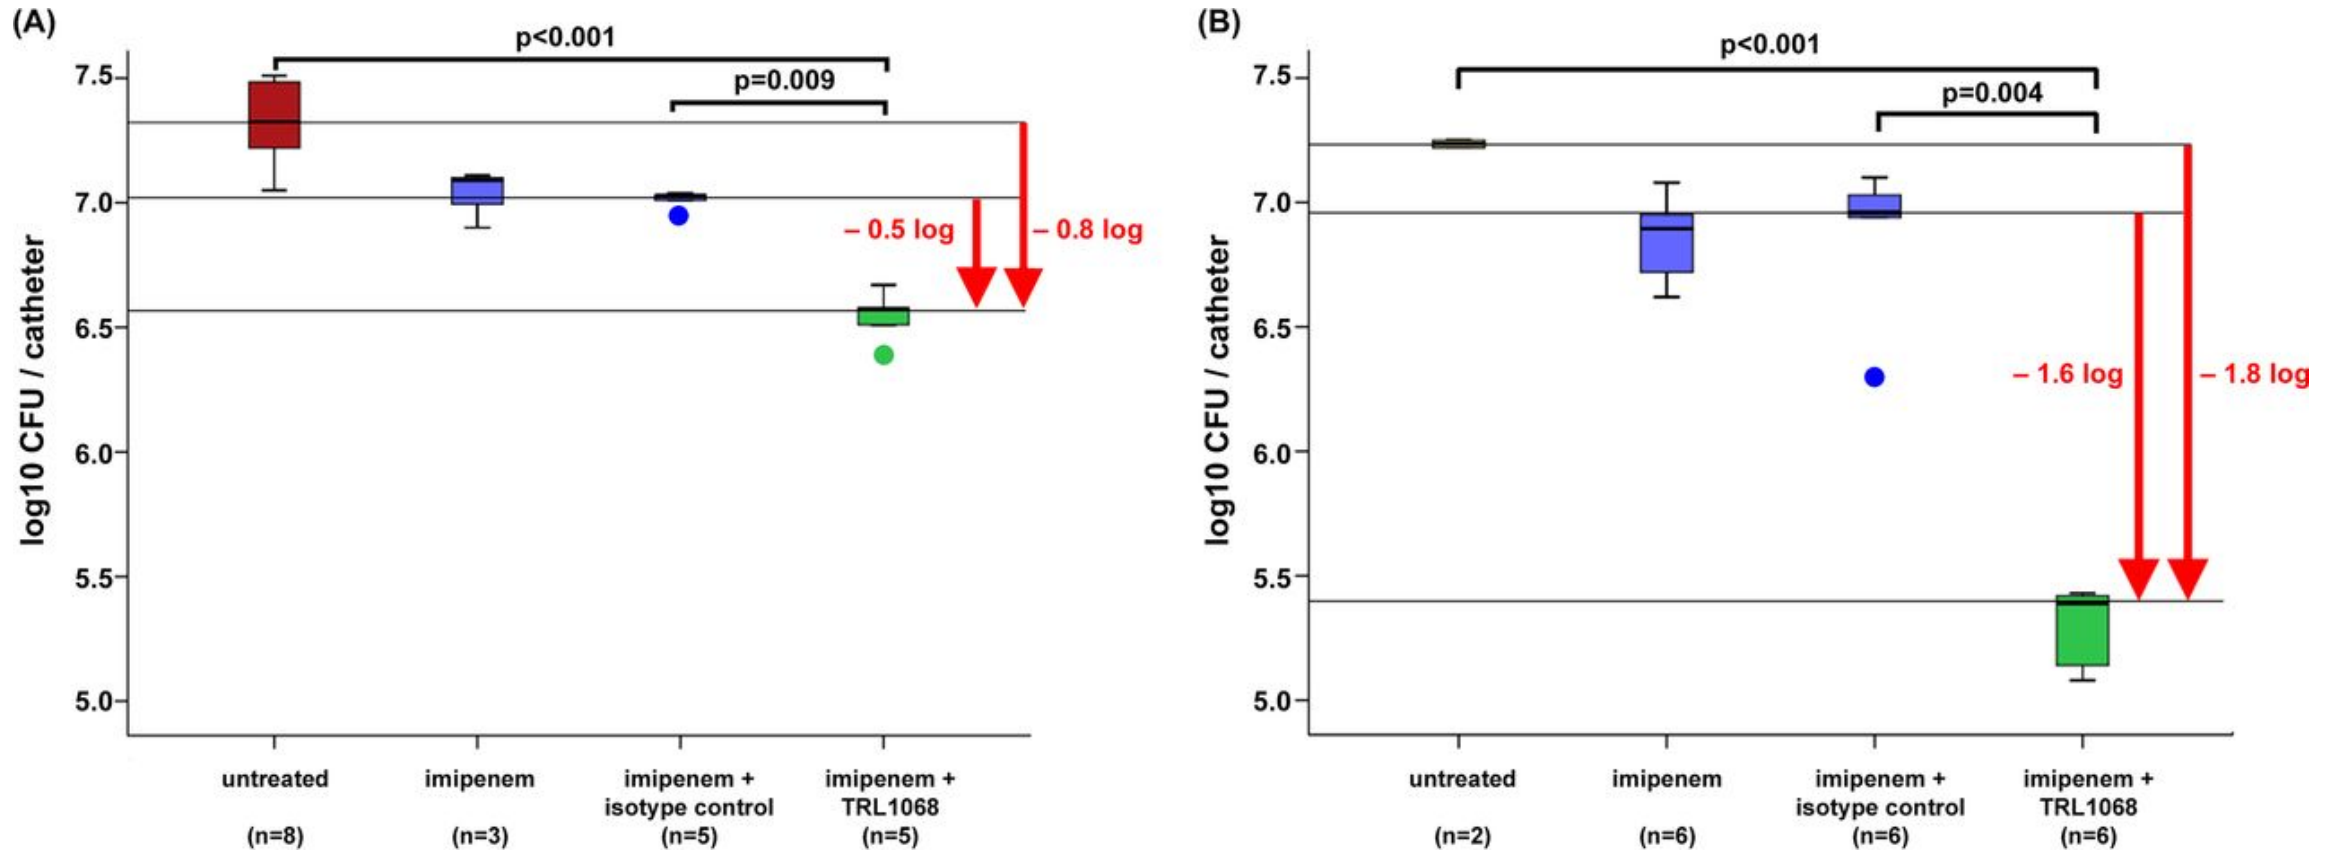 (A)
p<0.001
p=0.009
7.5
7.0
6.5
6.0
5.5
5.0
log10 CFU / catheter
– 0.5 log
– 0.8 log
untreated
(n=8)
imipenem
(n=3)
imipenem +
isotype control
(n=5)
imipenem +
TRL1068
(n=5)
(B)
p<0.001
p=0.004
7.5
7.0
6.5
6.0
5.5
5.0
log10 CFU / catheter
– 1.6 log
– 1.8 log
untreated
(n=2)
imipenem
(n=6)
imipenem +
isotype control
(n=6)
imipenem +
TRL1068
(n=6)